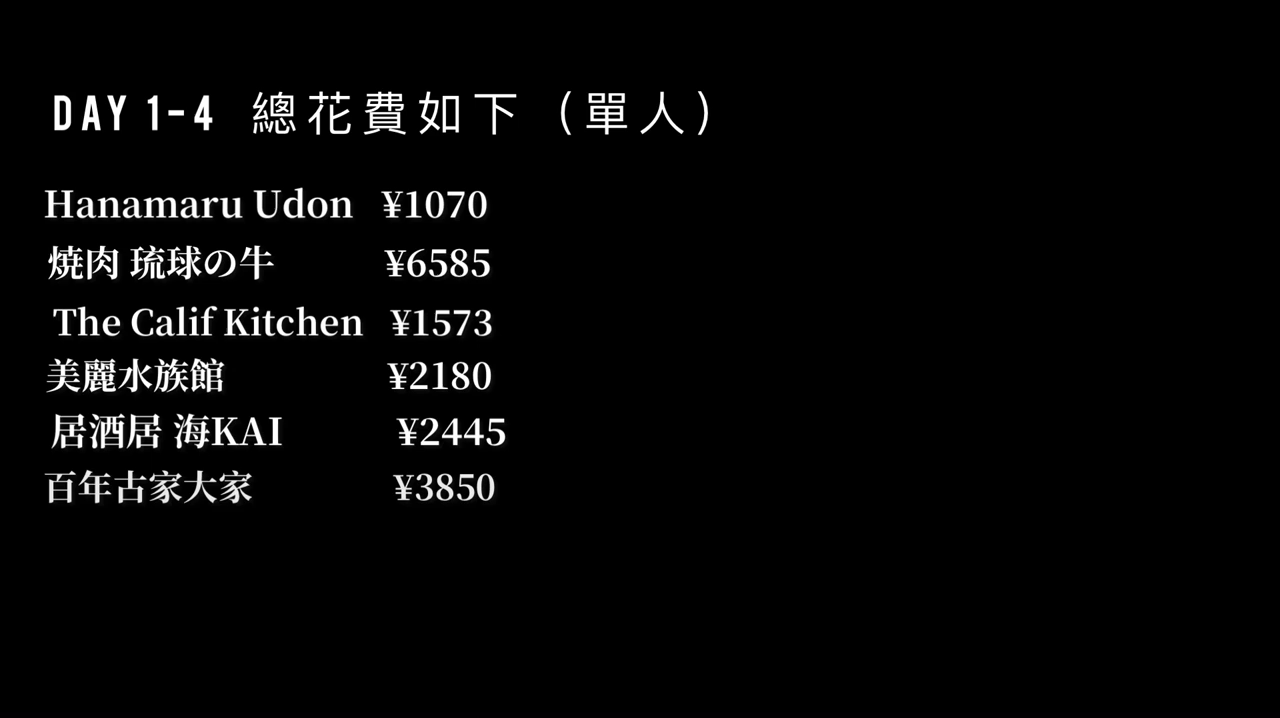 DAY 1-4 總花費如下（單人）
Hanamaru Udon ¥1070
焼肉 琉球の牛 ¥6585
The Calif Kitchen ¥1573
美麗水族館 ¥2180
居酒居 海KAI ¥2445
百年古家大家 ¥3850